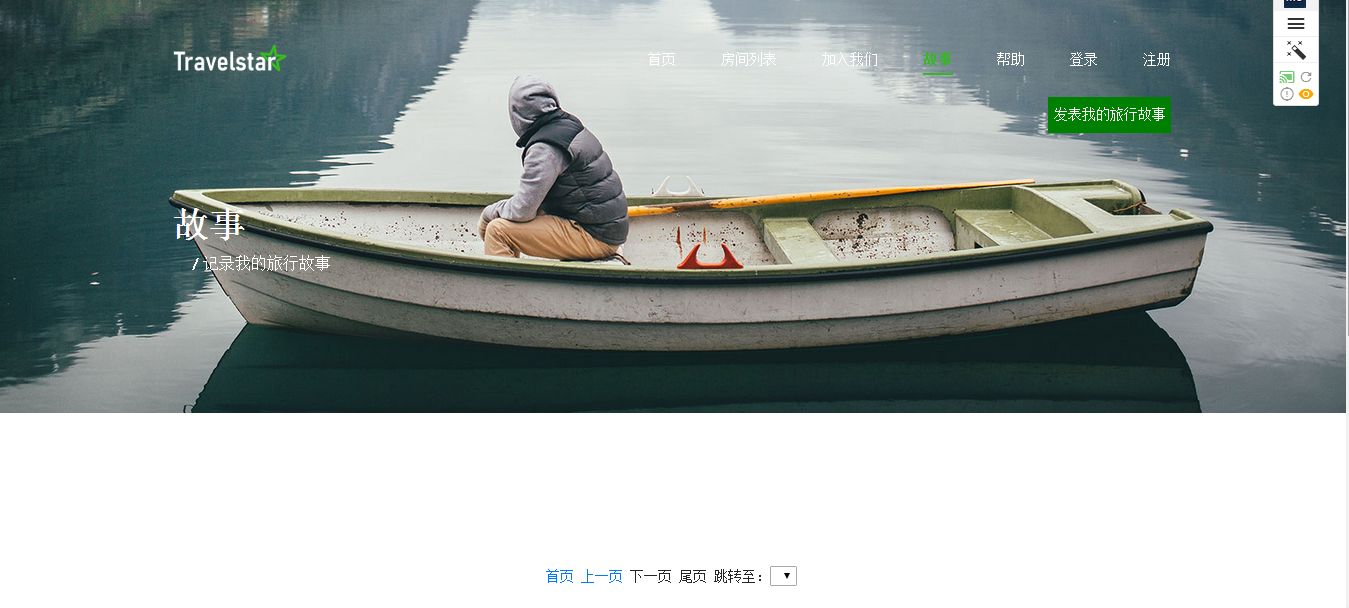 Travelstar 首页 房间列表 加入我们 故事 帮助 登录 注册
发表我的旅行故事
故事
/ 记录我的旅行故事
首页 上一页 下一页 尾页 跳转至：